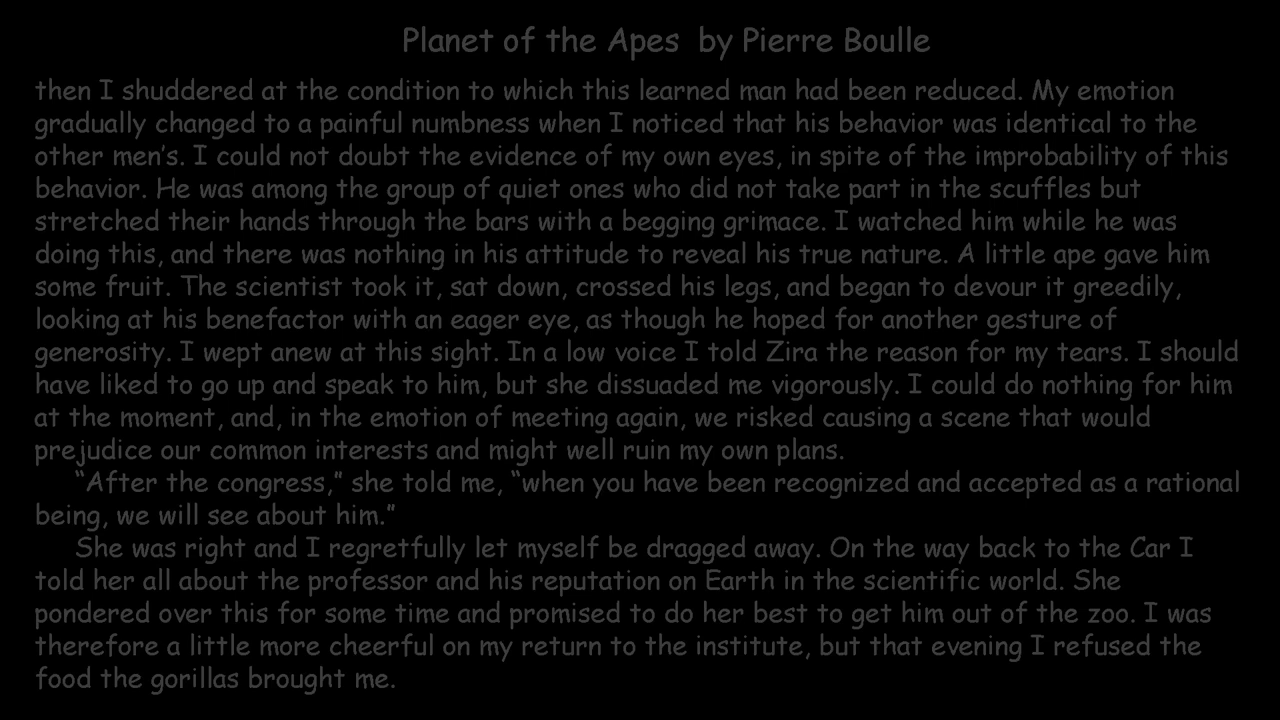 Planet of the Apes  by Pierre Boulle
then I shuddered at the condition to which this learned man had been reduced. My emotion
gradually changed to a painful numbness when I noticed that his behavior was identical to the
other men's. I could not doubt the evidence of my own eyes, in spite of the improbability of this
behavior. He was among the group of quiet ones who did not take part in the scuffles but
stretched their hands through the bars with a begging grimace. I watched him while he was
doing this, and there was nothing in his attitude to reveal his true nature. A little ape gave him
some fruit. The scientist took it, sat down, crossed his legs, and began to devour it greedily,
looking at his benefactor with an eager eye, as though he hoped for another gesture of
generosity. I wept anew at this sight. In a low voice I told Zira the reason for my tears. I should
have liked to go up and speak to him, but she dissuaded me vigorously. I could do nothing for him
at the moment, and, in the emotion of meeting again, we risked causing a scene that would
prejudice our common interests and might well ruin my own plans.
“After the congress,” she told me, “when you have been recognized and accepted as a rational
being, we will see about him.”
She was right and I regretfully let myself be dragged away. On the way back to the Car I
told her all about the professor and his reputation on Earth in the scientific world. She
pondered over this for some time and promised to do her best to get him out of the zoo. I was
therefore a little more cheerful on my return to the institute, but that evening I refused the
food the gorillas brought me.